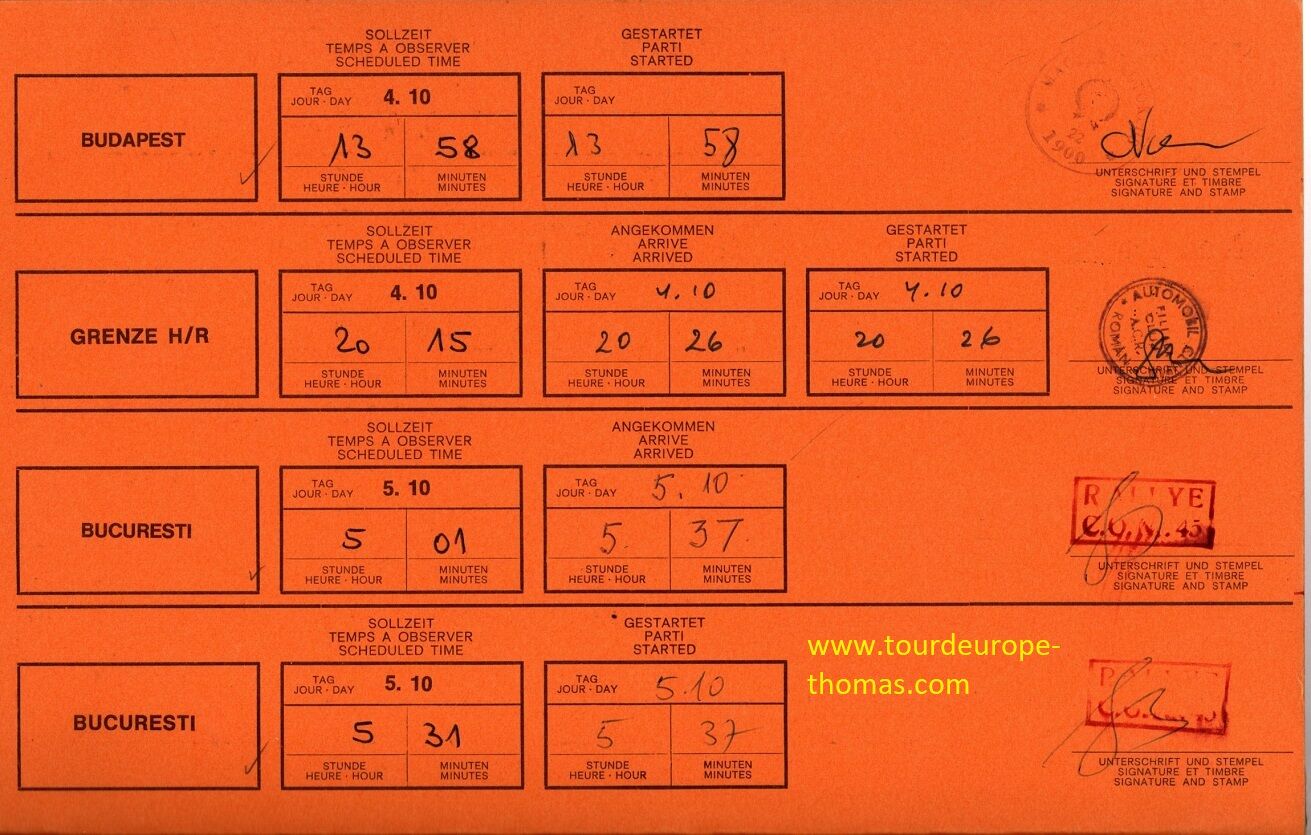 SOLLZEIT
TEMPS A OBSERVER
SCHEDULED TIME
GESTARTET
PARTI
STARTED
BUDAPEST
TAG
JOUR · DAY 4. 10
13 58
STUNDE
HEURE · HOUR
MINUTEN
MINUTES
TAG
JOUR · DAY
13 58
STUNDE
HEURE · HOUR
MINUTEN
MINUTES
1900
UNTERSCHRIFT UND STEMPEL
SIGNATURE ET TIMBRE
SIGNATURE AND STAMP
SOLLZEIT
TEMPS A OBSERVER
SCHEDULED TIME
ANGEKOMMEN
ARRIVE
ARRIVED
GESTARTET
PARTI
STARTED
GRENZE H/R
TAG
JOUR · DAY 4. 10
20 15
STUNDE
HEURE · HOUR
MINUTEN
MINUTES
TAG
JOUR · DAY 4.10
20 26
STUNDE
HEURE · HOUR
MINUTEN
MINUTES
TAG
JOUR · DAY 4.10
20 26
STUNDE
HEURE · HOUR
MINUTEN
MINUTES
AUTOMOBIL
A.C.R.
UNTERSCHRIFT UND STEMPEL
SIGNATURE ET TIMBRE
SIGNATURE AND STAMP
SOLLZEIT
TEMPS A OBSERVER
SCHEDULED TIME
ANGEKOMMEN
ARRIVE
ARRIVED
BUCURESTI
TAG
JOUR · DAY 5. 10
5 01
STUNDE
HEURE · HOUR
MINUTEN
MINUTES
TAG
JOUR · DAY 5. 10
5. 37.
STUNDE
HEURE · HOUR
MINUTEN
MINUTES
RALLYE
C.O.N. 45
UNTERSCHRIFT UND STEMPEL
SIGNATURE ET TIMBRE
SIGNATURE AND STAMP
SOLLZEIT
TEMPS A OBSERVER
SCHEDULED TIME
GESTARTET
PARTI
STARTED
BUCURESTI
TAG
JOUR · DAY 5. 10
5 31
STUNDE
HEURE · HOUR
MINUTEN
MINUTES
TAG
JOUR · DAY 5.10
5 37
STUNDE
HEURE · HOUR
MINUTEN
MINUTES
www.tourdeurope-
thomas.com
UNTERSCHRIFT UND STEMPEL
SIGNATURE ET TIMBRE
SIGNATURE AND STAMP